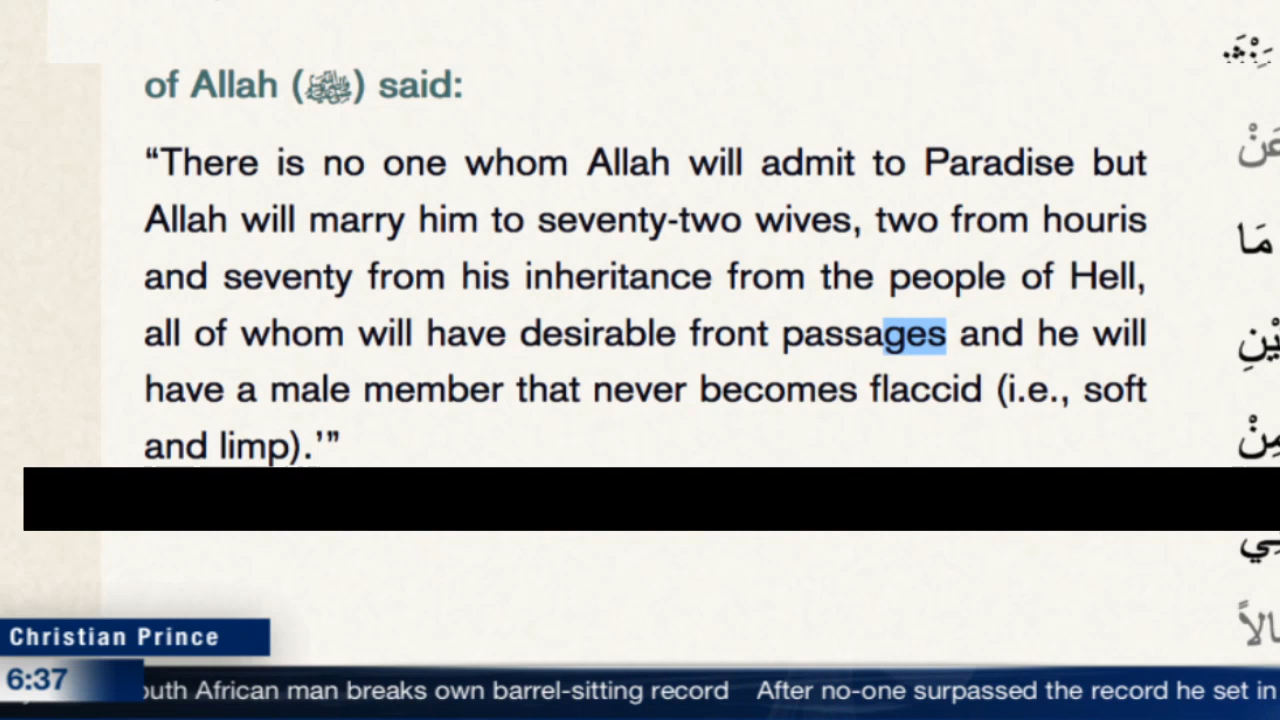 of Allah (ﷺ) said:
“There is no one whom Allah will admit to Paradise but
Allah will marry him to seventy-two wives, two from houris
and seventy from his inheritance from the people of Hell,
all of whom will have desirable front passages and he will
have a male member that never becomes flaccid (i.e., soft
and limp).’”
عَنْ
مَا
مِنْ
Christian Prince
6:37
outh African man breaks own barrel-sitting record After no-one surpassed the record he set in